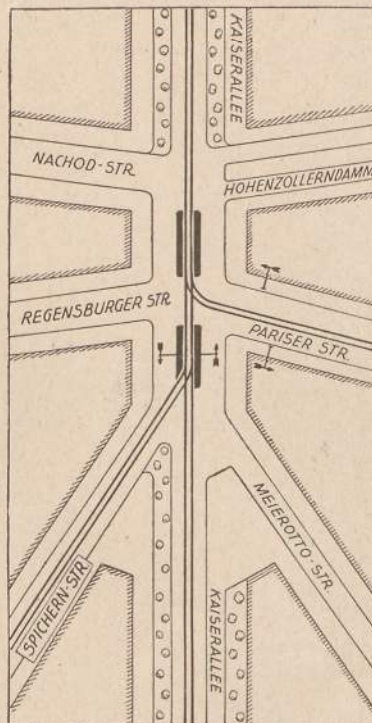 KAISERALLEE
NACHOD-STR.
HOHENZOLLERNDAMM
REGENSBURGER STR.
PARISER STR.
MEIEROTTO-STR.
SPICHERN-STR.
KAISERALLEE